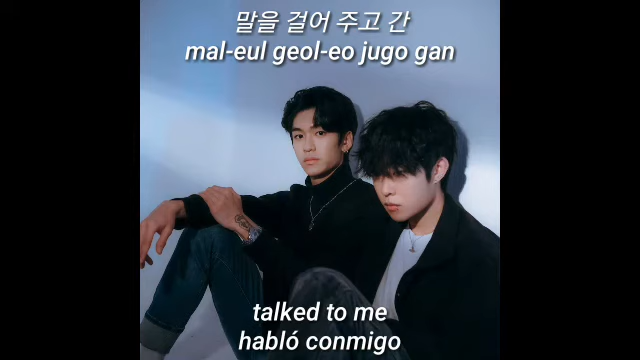 말을 걸어 주고 간
mal-eul geol-eo jugo gan
talked to me
habló conmigo